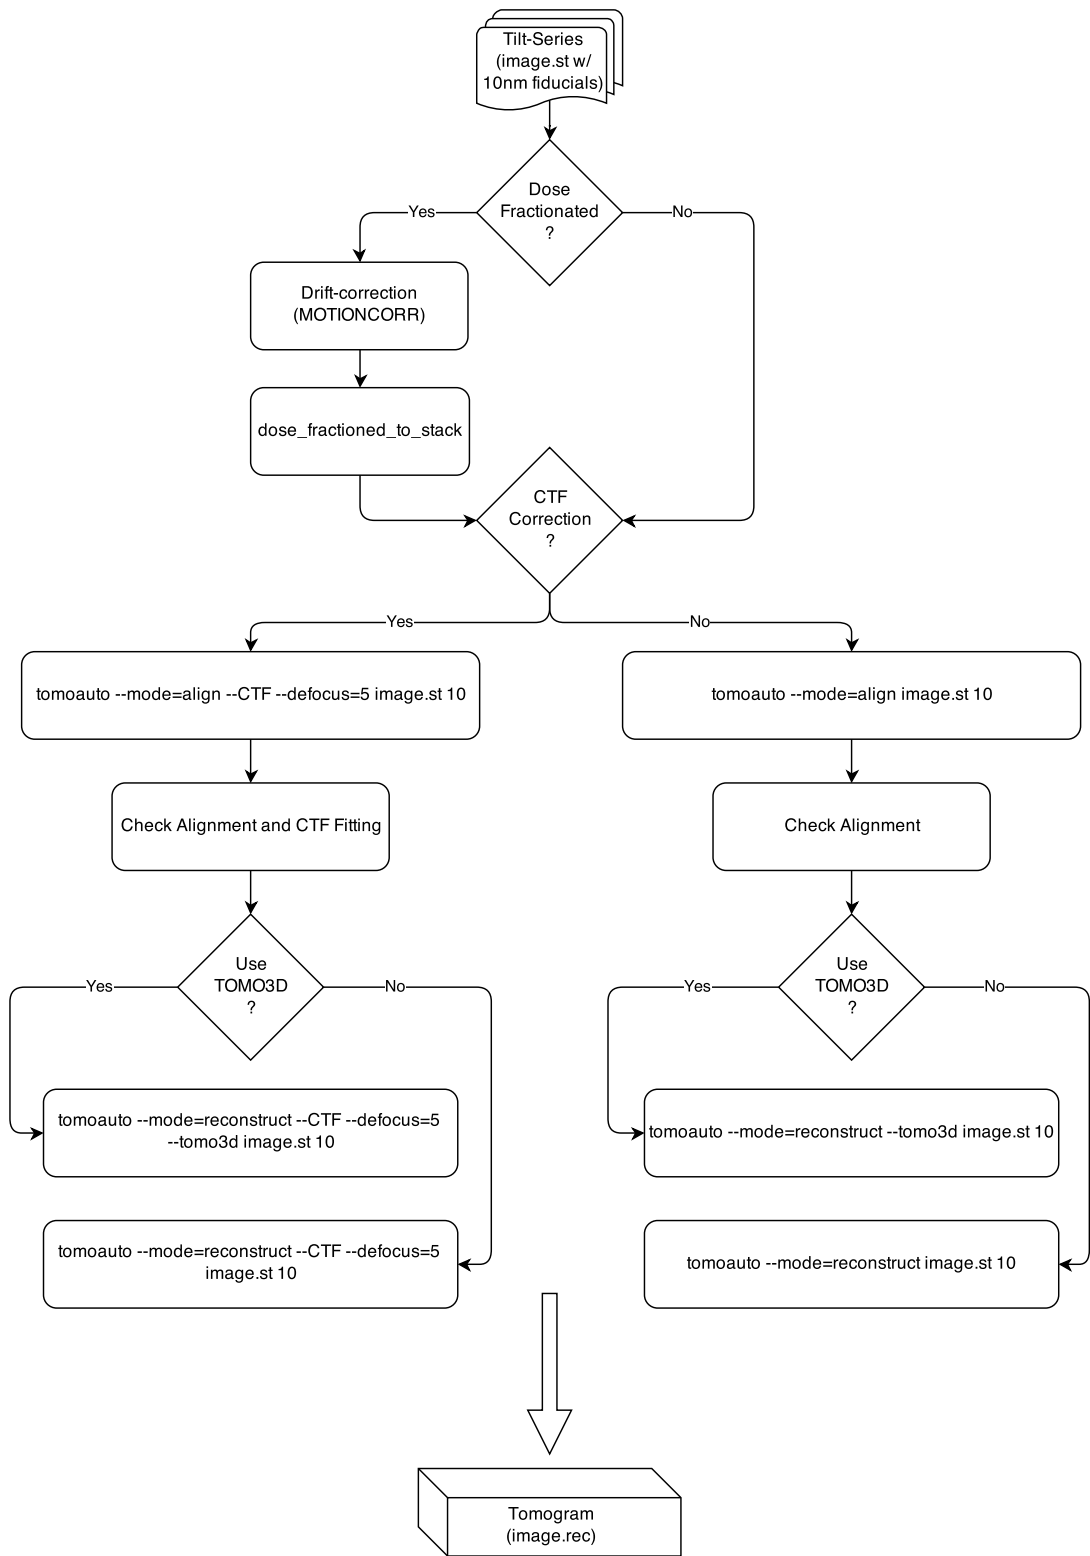 Tilt-Series
(image.st w/
10nm fiducials)
Dose
Fractionated
?
Yes
No
Drift-correction
(MOTIONCORR)
dose_fractioned_to_stack
CTF
Correction
?
Yes
No
tomoauto --mode=align --CTF --defocus=5 image.st 10
tomoauto --mode=align image.st 10
Check Alignment and CTF Fitting
Check Alignment
Use
TOMO3D
?
Yes
No
Use
TOMO3D
?
Yes
No
tomoauto --mode=reconstruct --CTF --defocus=5
--tomo3d image.st 10
tomoauto --mode=reconstruct --tomo3d image.st 10
tomoauto --mode=reconstruct --CTF --defocus=5
image.st 10
tomoauto --mode=reconstruct image.st 10
Tomogram
(image.rec)